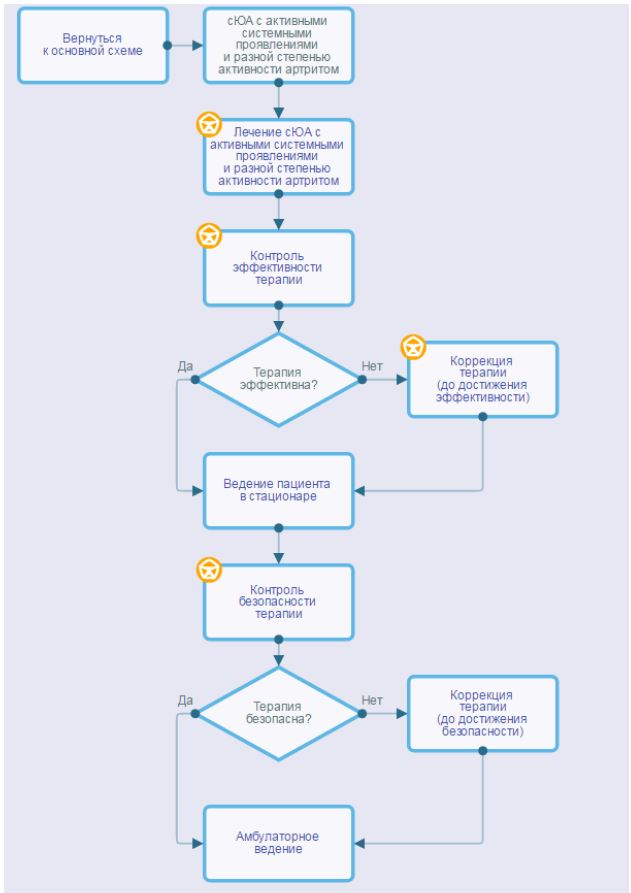 Вернуться
к основной схеме
сЮА с активными
системными
проявлениями
и разной степенью
активности артритом
Лечение сЮА с
активными системными
проявлениями
и разной степенью
активности артритом
Контроль
эффективности
терапии
Да
Терапия
эффективна?
Нет
Коррекция
терапии
(до достижения
эффективности)
Ведение пациента
в стационаре
Контроль
безопасности
терапии
Да
Терапия
безопасна?
Нет
Коррекция
терапии
(до достижения
безопасности)
Амбулаторное
ведение